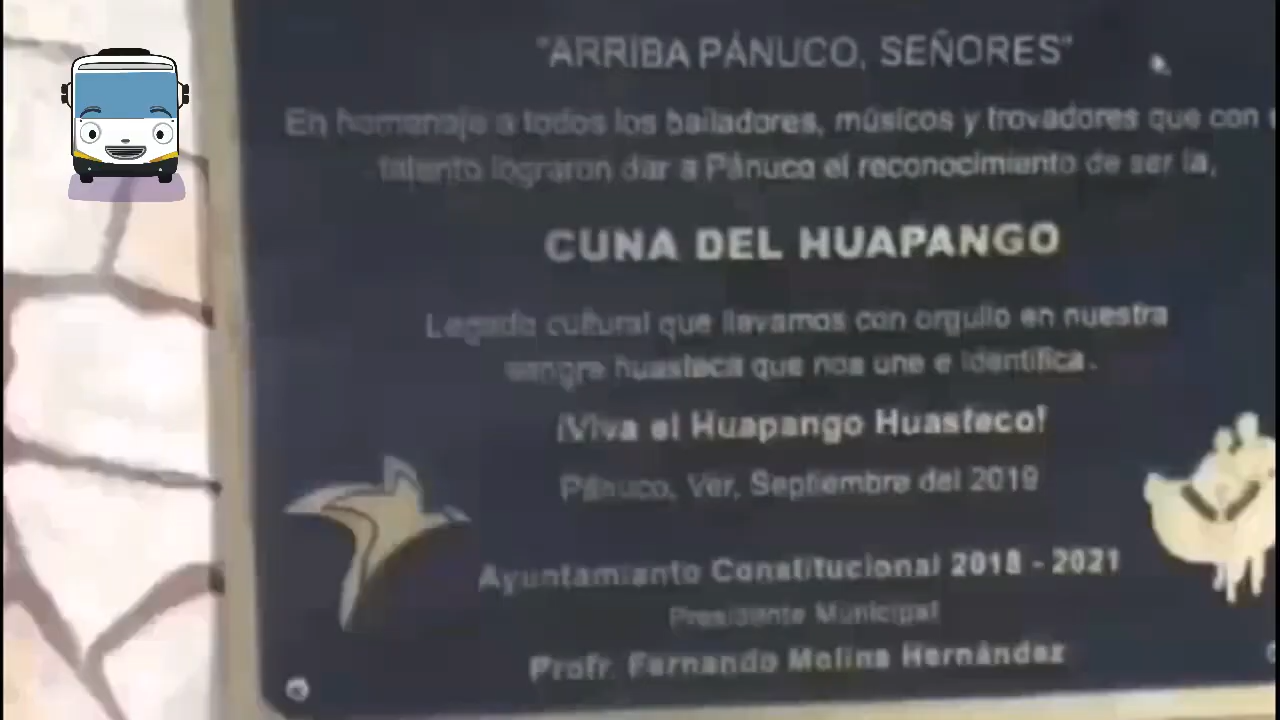 "ARRIBA PÁNUCO, SEÑORES"
En homenaje a todos los bailadores, músicos y trovadores que con
talento lograron dar a Pánuco el reconocimiento de ser la,
CUNA DEL HUAPANGO
Legado cultural que llevamos con orgullo en nuestra
sangre huasteca que nos une e identifica.
¡Viva el Huapango Huasteco!
Pánuco, Ver, Septiembre del 2019
Ayuntamiento Constitucional 2018 - 2021
Presidente Municipal
Profr. Fernando Molina Hernández